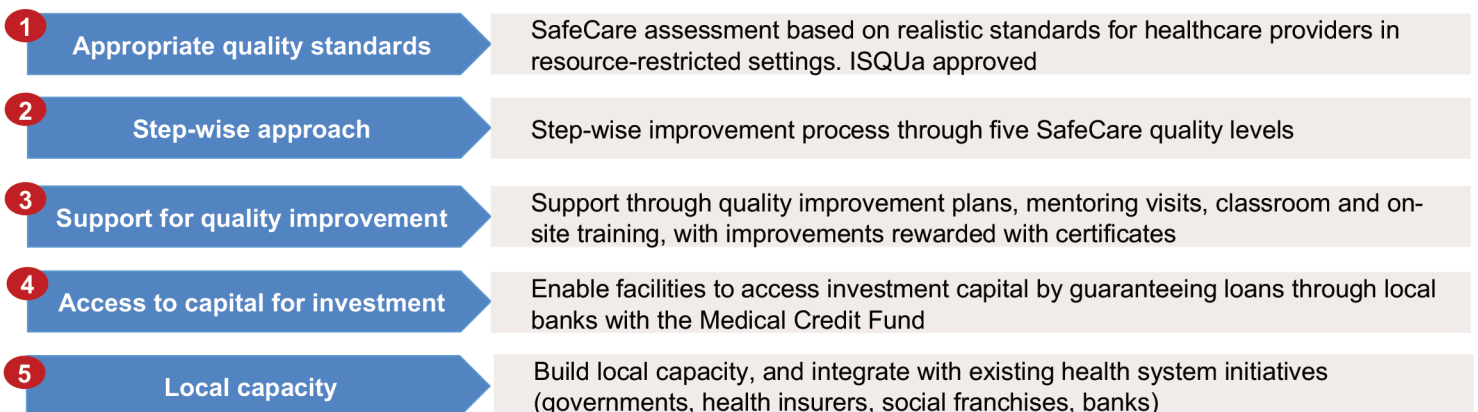 1
Appropriate quality standards
SafeCare assessment based on realistic standards for healthcare providers in
resource-restricted settings. ISQUa approved
2
Step-wise approach
Step-wise improvement process through five SafeCare quality levels
3
Support for quality improvement
Support through quality improvement plans, mentoring visits, classroom and on-
site training, with improvements rewarded with certificates
4
Access to capital for investment
Enable facilities to access investment capital by guaranteeing loans through local
banks with the Medical Credit Fund
5
Local capacity
Build local capacity, and integrate with existing health system initiatives
(governments, health insurers, social franchises, banks)